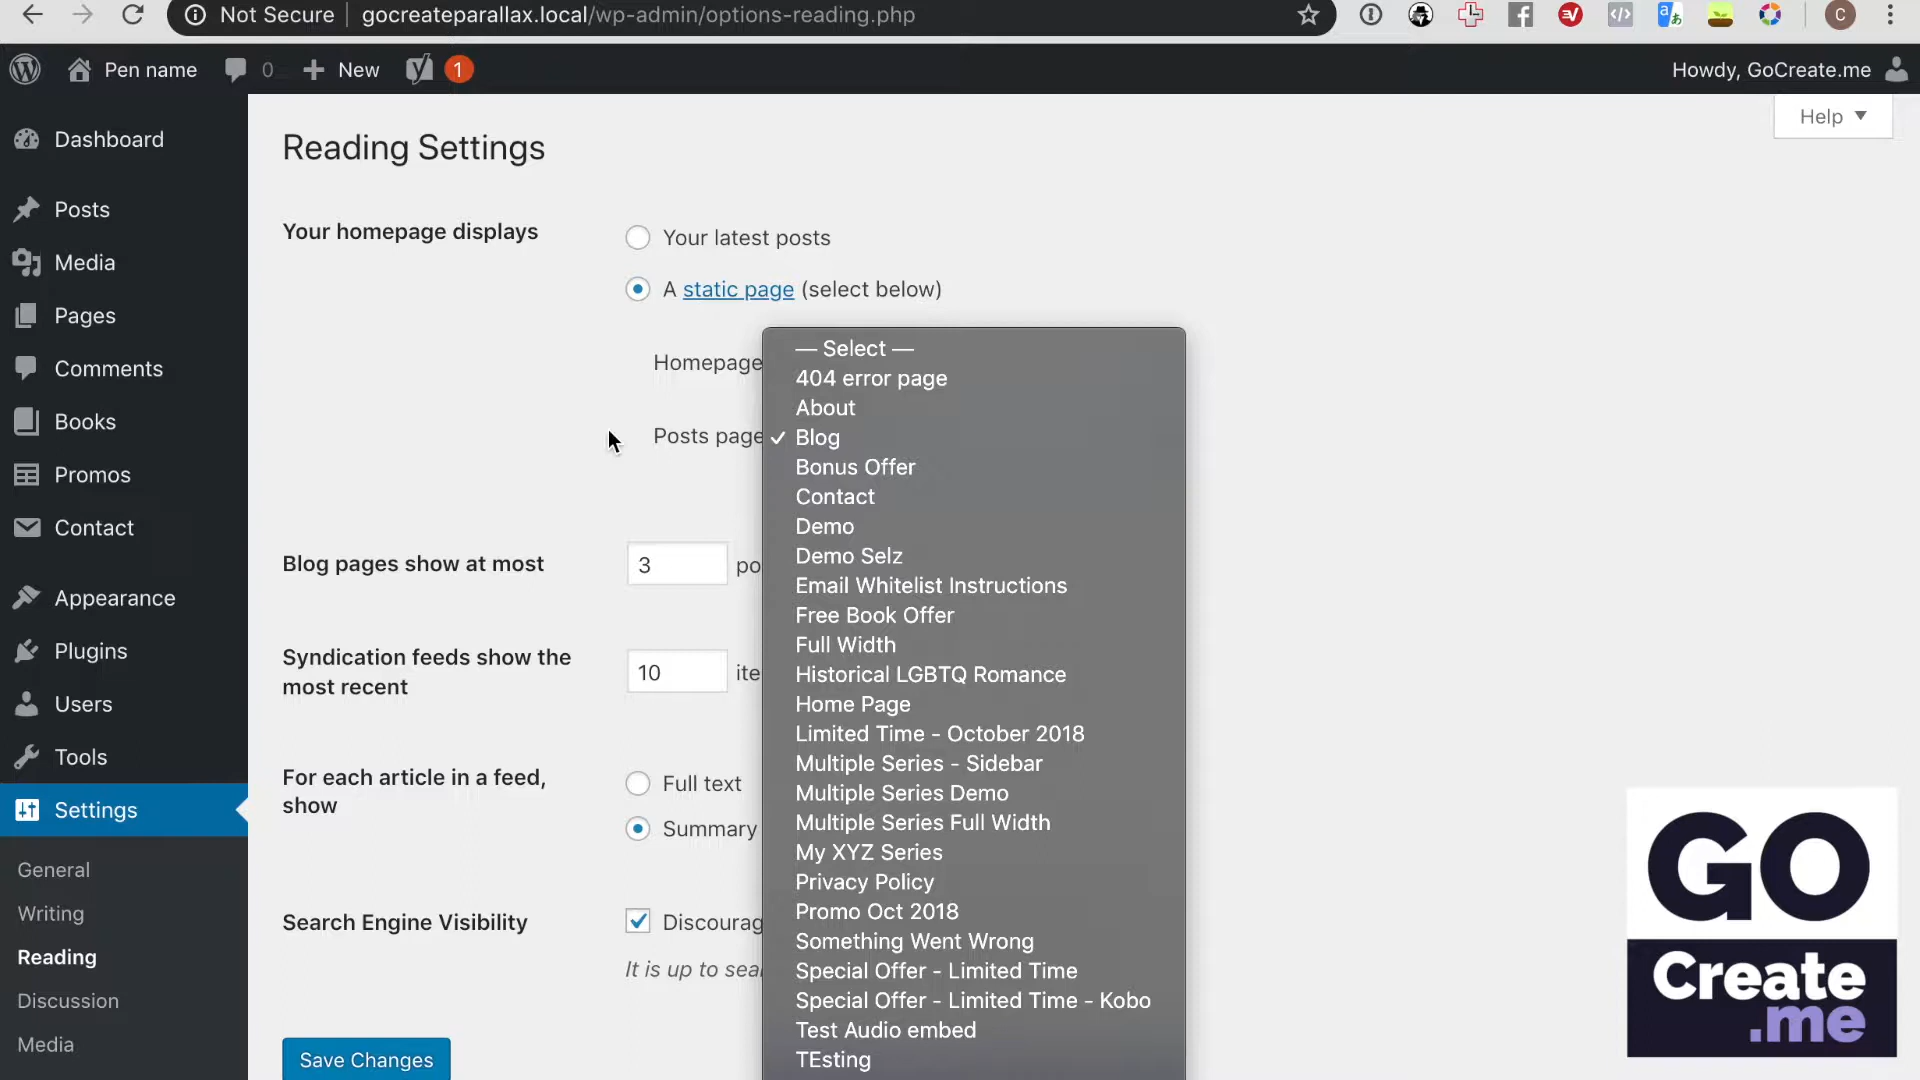 Not Secure | gocreateparallax.local/wp-admin/options-reading.php
Pen name 0 New 1 Howdy, GoCreate.me
Help
Dashboard
Posts
Media
Pages
Comments
Books
Promos
Contact
Appearance
Plugins
Users
Tools
Settings
General
Writing
Reading
Discussion
Media
Reading Settings
Your homepage displays
Your latest posts
A static page (select below)
Homepage
Posts page
— Select —
404 error page
About
✓ Blog
Bonus Offer
Contact
Demo
Demo Selz
Email Whitelist Instructions
Free Book Offer
Full Width
Historical LGBTQ Romance
Home Page
Limited Time - October 2018
Multiple Series - Sidebar
Multiple Series Demo
Multiple Series Full Width
My XYZ Series
Privacy Policy
Promo Oct 2018
Something Went Wrong
Special Offer - Limited Time
Special Offer - Limited Time - Kobo
Test Audio embed
TEsting
Blog pages show at most
3 po
Syndication feeds show the
most recent
10 ite
For each article in a feed,
show
Full text
Summary
Search Engine Visibility
Discourag
It is up to sea
Save Changes
C
GO
Create
.me